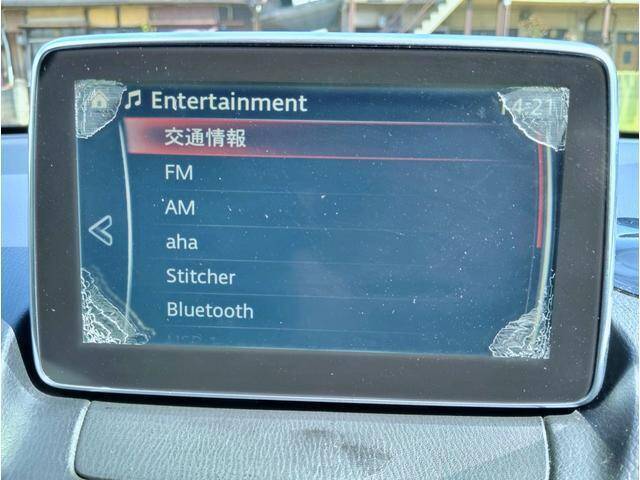 Entertainment
14:21
交通情報
FM
AM
aha
Stitcher
Bluetooth